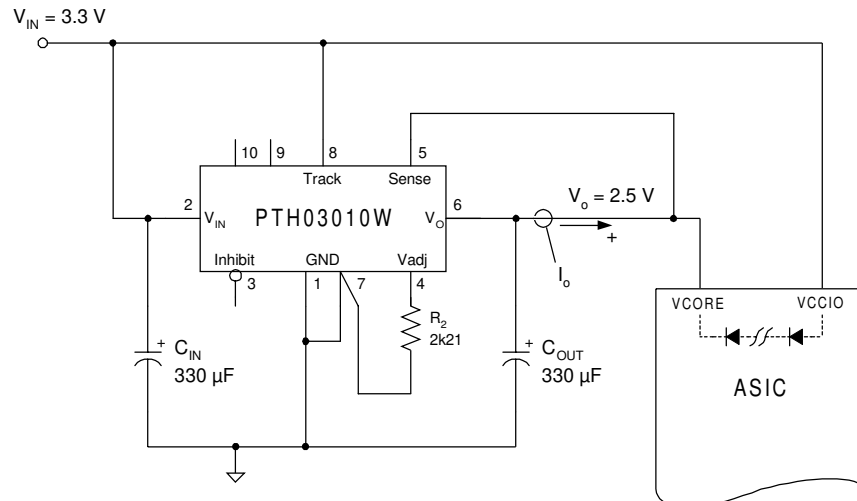 V_IN = 3.3 V
10 9 8 5
Track Sense
2 V_IN PTH03010W V_O 6
V_o = 2.5 V
+
I_o
Inhibit GND Vadj
3 1 7 4
R_2
2k21
+ C_IN
330 µF
+ C_OUT
330 µF
VCORE VCCIO
ASIC